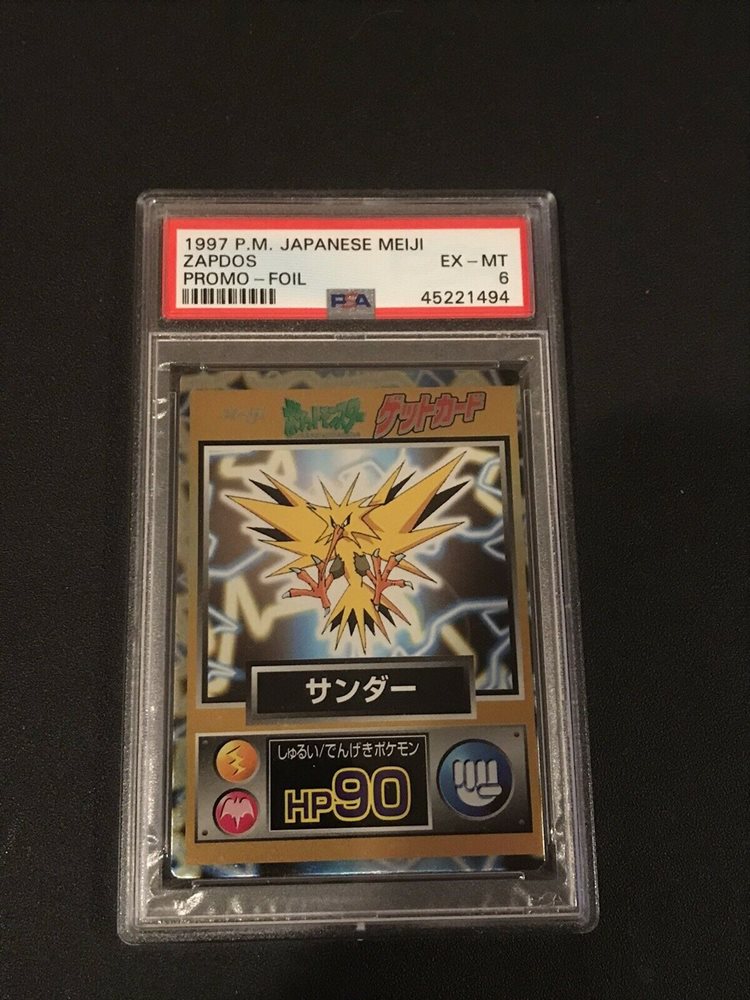 1997 P.M. JAPANESE MEIJI
ZAPDOS EX - MT
PROMO - FOIL 6
PSA 45221494
Meiji ポケットモンスター ゲットカード
サンダー
しゅるい/でんげきポケモン
HP90